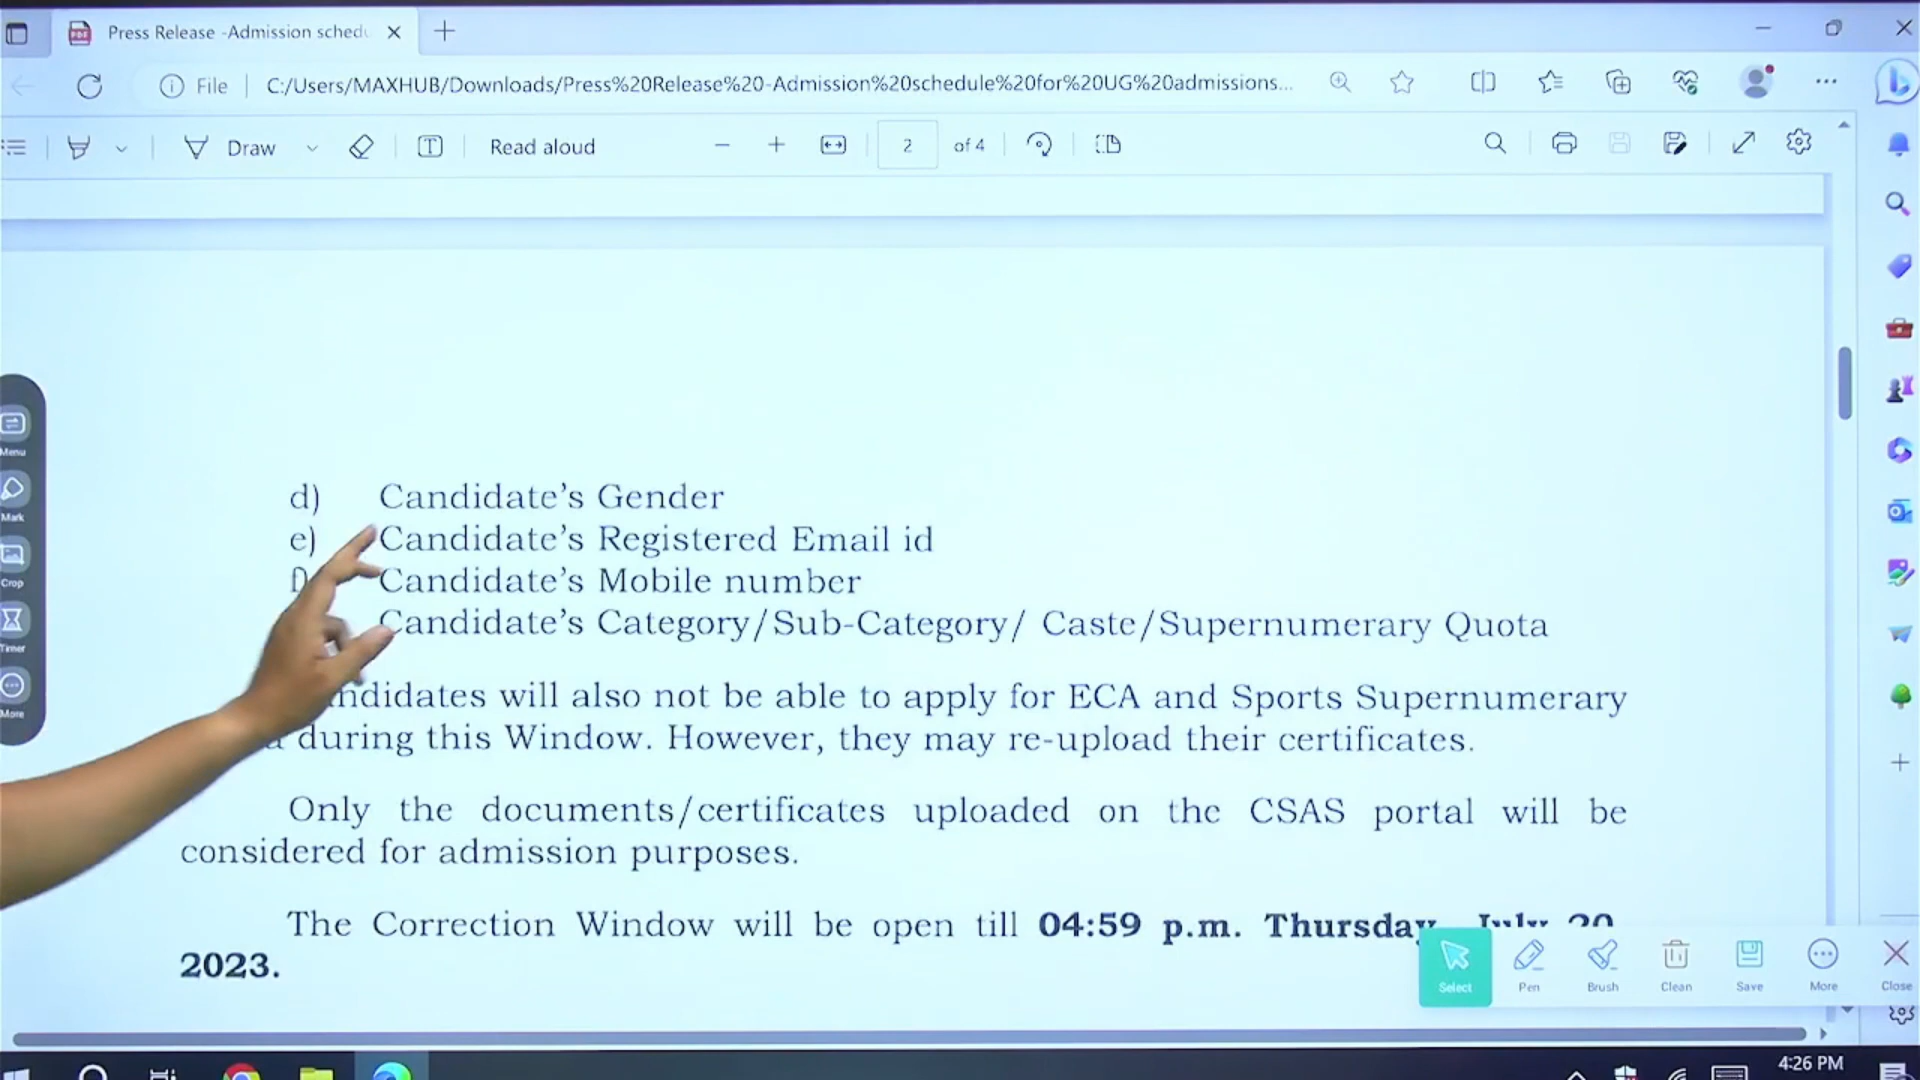 Press Release -Admission schedu
File
C:/Users/MAXHUB/Downloads/Press%20Release%20-Admission%20schedule%20for%20UG%20admissions...
Draw
Read aloud
2
of 4
d) Candidate's Gender
e) Candidate's Registered Email id
f) Candidate's Mobile number
Candidate's Category/Sub-Category/ Caste/Supernumerary Quota
ndidates will also not be able to apply for ECA and Sports Supernumerary
during this Window. However, they may re-upload their certificates.
Only the documents/certificates uploaded on the CSAS portal will be
considered for admission purposes.
The Correction Window will be open till 04:59 p.m. Thursday, July 20
2023.
Menu
Mark
Crop
Timer
More
Select
Pen
Brush
Clean
Save
More
Close
4:26 PM